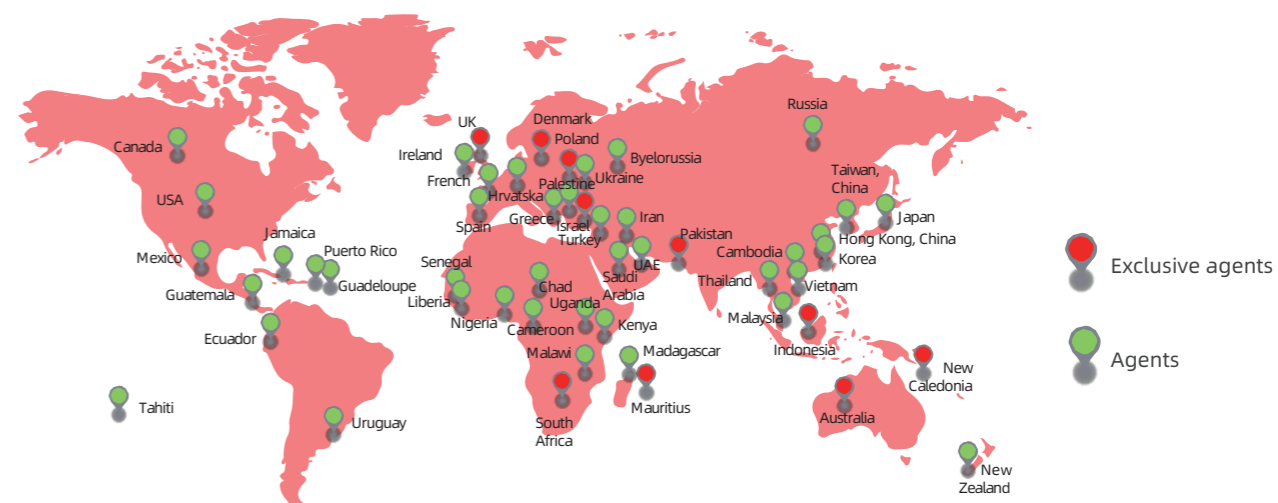 Russia
Denmark
UK
Poland
Canada
Ireland
Byelorussia
Taiwan,
China
French
Palestine
Ukraine
USA
Hrvatska
Spain
Greece
Israel
Turkey
Iran
Japan
Jamaica
Pakistan
Hong Kong, China
Puerto Rico
Mexico
Cambodia
Korea
Senegal
UAE
Saudi
Arabia
Exclusive agents
Guadeloupe
Chad
Thailand
Vietnam
Guatemala
Liberia
Uganda
Nigeria
Cameroon
Kenya
Malaysia
Ecuador
Malawi
Madagascar
Indonesia
Agents
New
Caledonia
Tahiti
Mauritius
Uruguay
South
Africa
Australia
New
Zealand